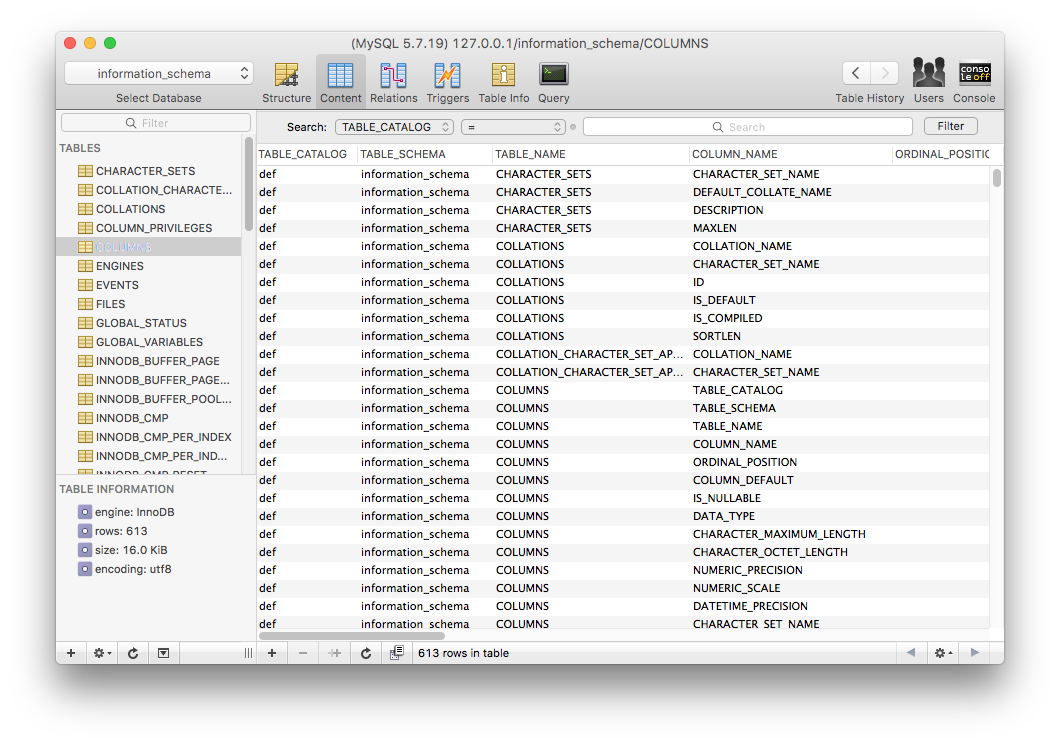 (MySQL 5.7.19) 127.0.0.1/information_schema/COLUMNS
information_schema
Select Database
Structure Content Relations Triggers Table Info Query
Table History Users Console
conso
le off
Filter
Search: TABLE_CATALOG = Search Filter
TABLES
CHARACTER_SETS
COLLATION_CHARACTE...
COLLATIONS
COLUMN_PRIVILEGES
COLUMNS
ENGINES
EVENTS
FILES
GLOBAL_STATUS
GLOBAL_VARIABLES
INNODB_BUFFER_PAGE
INNODB_BUFFER_PAGE...
INNODB_BUFFER_POOL...
INNODB_CMP
INNODB_CMP_PER_INDEX
INNODB_CMP_PER_IND...
INNODB_CMP_RESET
TABLE INFORMATION
engine: InnoDB
rows: 613
size: 16.0 KiB
encoding: utf8
TABLE_CATALOG TABLE_SCHEMA TABLE_NAME COLUMN_NAME ORDINAL_POSITIO
def information_schema CHARACTER_SETS CHARACTER_SET_NAME
def information_schema CHARACTER_SETS DEFAULT_COLLATE_NAME
def information_schema CHARACTER_SETS DESCRIPTION
def information_schema CHARACTER_SETS MAXLEN
def information_schema COLLATIONS COLLATION_NAME
def information_schema COLLATIONS CHARACTER_SET_NAME
def information_schema COLLATIONS ID
def information_schema COLLATIONS IS_DEFAULT
def information_schema COLLATIONS IS_COMPILED
def information_schema COLLATIONS SORTLEN
def information_schema COLLATION_CHARACTER_SET_AP... COLLATION_NAME
def information_schema COLLATION_CHARACTER_SET_AP... CHARACTER_SET_NAME
def information_schema COLUMNS TABLE_CATALOG
def information_schema COLUMNS TABLE_SCHEMA
def information_schema COLUMNS TABLE_NAME
def information_schema COLUMNS COLUMN_NAME
def information_schema COLUMNS ORDINAL_POSITION
def information_schema COLUMNS COLUMN_DEFAULT
def information_schema COLUMNS IS_NULLABLE
def information_schema COLUMNS DATA_TYPE
def information_schema COLUMNS CHARACTER_MAXIMUM_LENGTH
def information_schema COLUMNS CHARACTER_OCTET_LENGTH
def information_schema COLUMNS NUMERIC_PRECISION
def information_schema COLUMNS NUMERIC_SCALE
def information_schema COLUMNS DATETIME_PRECISION
def information_schema COLUMNS CHARACTER_SET_NAME
613 rows in table